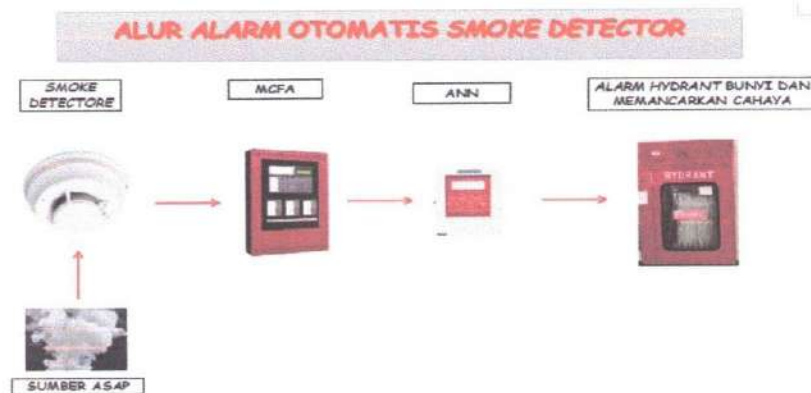 ALUR ALARM OTOMATIS SMOKE DETECTOR
SMOKE
DETECTORE
MCFA
ANN
ALARM HYDRANT BUNYI DAN
MEMANCARKAN CAHAYA
HYDRANT
SUMBER ASAP